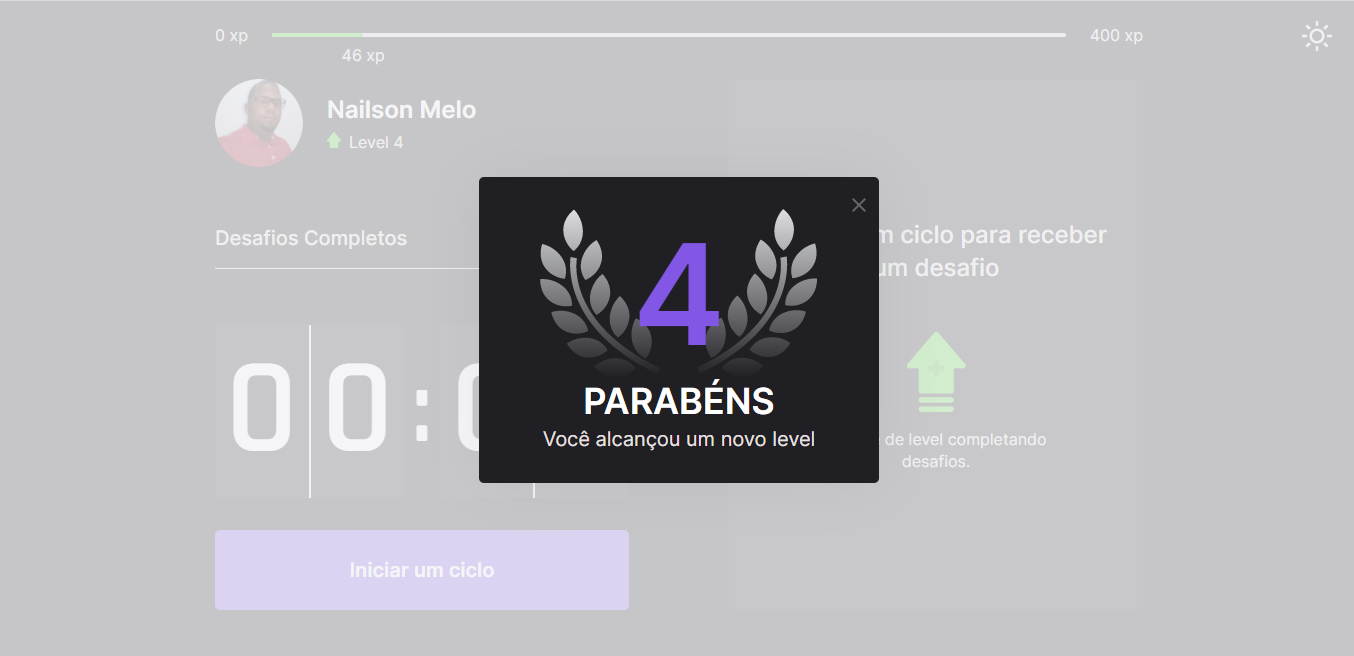 0 xp
400 xp
46 xp
Nailson Melo
Level 4
Desafios Completos
4
PARABÉNS
Você alcançou um novo level
ciclo para receber
um desafio
00:
de level completando
desafios.
Iniciar um ciclo